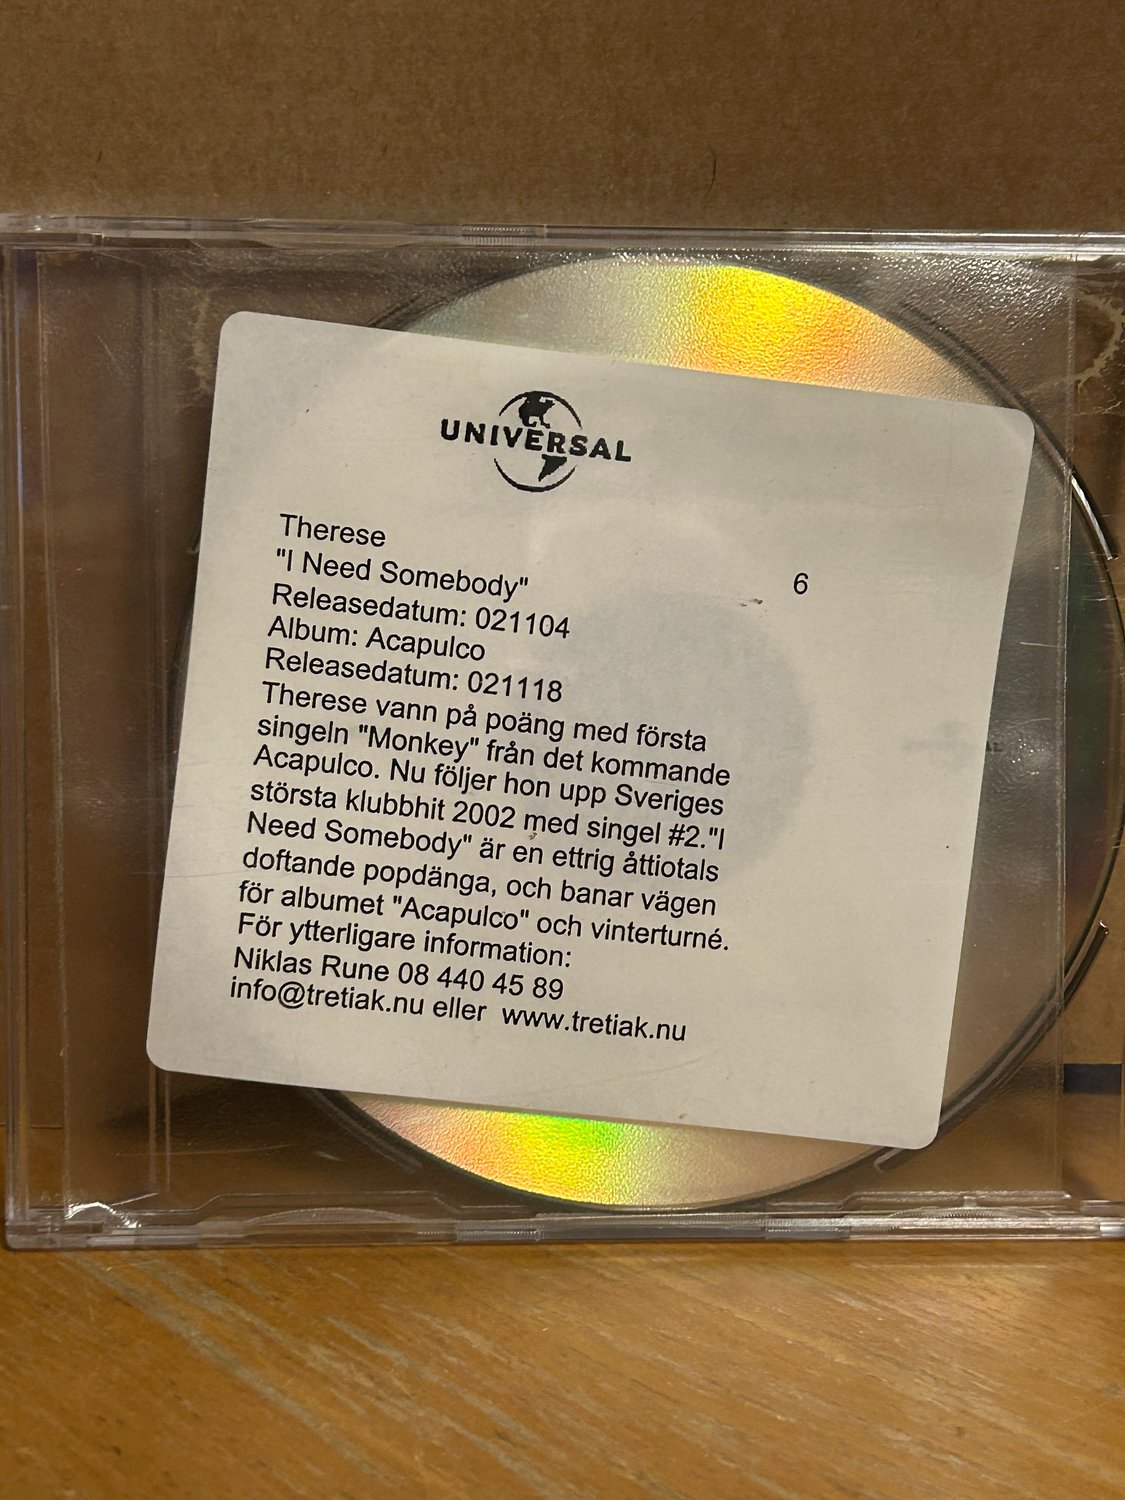 UNIVERSAL
Therese
"I Need Somebody" 6
Releasedatum: 021104
Album: Acapulco
Releasedatum: 021118
Therese vann på poäng med första
singeln "Monkey" från det kommande
Acapulco. Nu följer hon upp Sveriges
största klubbhit 2002 med singel #2."I
Need Somebody" är en ettrig åttiotals
doftande popdänga, och banar vägen
för albumet "Acapulco" och vinterturné.
För ytterligare information:
Niklas Rune 08 440 45 89
info@tretiak.nu eller www.tretiak.nu